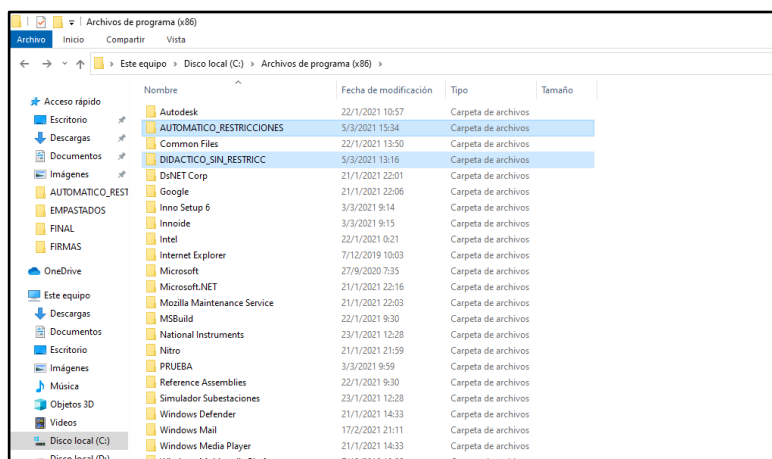 Archivos de programa (x86)
Archivo Inicio Compartir Vista
Este equipo > Disco local (C:) > Archivos de programa (x86) >
Acceso rápido
Escritorio
Descargas
Documentos
Imágenes
AUTOMATICO_REST
EMPASTADOS
FINAL
FIRMAS
OneDrive
Este equipo
Descargas
Documentos
Escritorio
Imágenes
Música
Objetos 3D
Videos
Disco local (C:)
Disco local (D:)
Nombre Fecha de modificación Tipo Tamaño
Autodesk 22/1/2021 10:57 Carpeta de archivos
AUTOMATICO_RESTRICCIONES 5/3/2021 15:34 Carpeta de archivos
Common Files 22/1/2021 13:50 Carpeta de archivos
DIDACTICO_SIN_RESTRICC 5/3/2021 13:16 Carpeta de archivos
DsNET Corp 21/1/2021 22:01 Carpeta de archivos
Google 21/1/2021 22:06 Carpeta de archivos
Inno Setup 6 3/3/2021 9:14 Carpeta de archivos
Innoide 3/3/2021 9:15 Carpeta de archivos
Intel 22/1/2021 0:21 Carpeta de archivos
Internet Explorer 7/12/2019 10:03 Carpeta de archivos
Microsoft 27/9/2020 7:35 Carpeta de archivos
Microsoft.NET 21/1/2021 22:16 Carpeta de archivos
Mozilla Maintenance Service 21/1/2021 22:03 Carpeta de archivos
MSBuild 22/1/2021 9:30 Carpeta de archivos
National Instruments 23/1/2021 12:28 Carpeta de archivos
Nitro 21/1/2021 21:59 Carpeta de archivos
PRUEBA 3/3/2021 9:59 Carpeta de archivos
Reference Assemblies 22/1/2021 9:30 Carpeta de archivos
Simulador Subestaciones 23/1/2021 12:28 Carpeta de archivos
Windows Defender 21/1/2021 14:33 Carpeta de archivos
Windows Mail 17/2/2021 21:11 Carpeta de archivos
Windows Media Player 21/1/2021 14:33 Carpeta de archivos